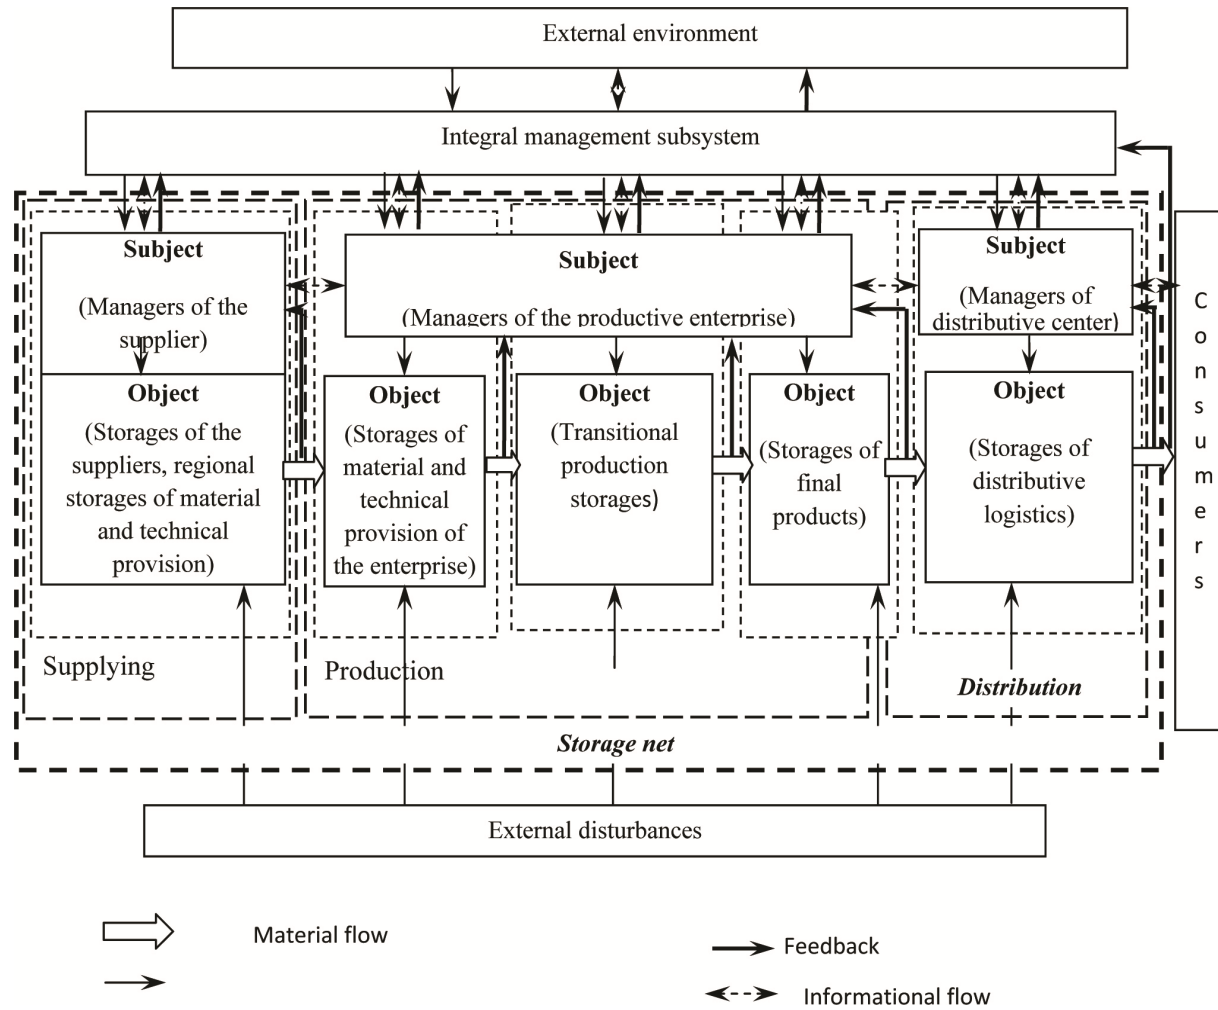 External environment
Integral management subsystem
Subject
(Managers of the
supplier)
Subject
(Managers of the productive enterprise)
Subject
(Managers of
distributive center)
Object
(Storages of the
suppliers, regional
storages of material
and technical
provision)
Object
(Storages of
material and
technical
provision of
the enterprise)
Object
(Transitional
production
storages)
Object
(Storages of
final
products)
Object
(Storages of
distributive
logistics)
Consumers
Supplying
Production
Distribution
Storage net
External disturbances
Material flow
Feedback
Informational flow